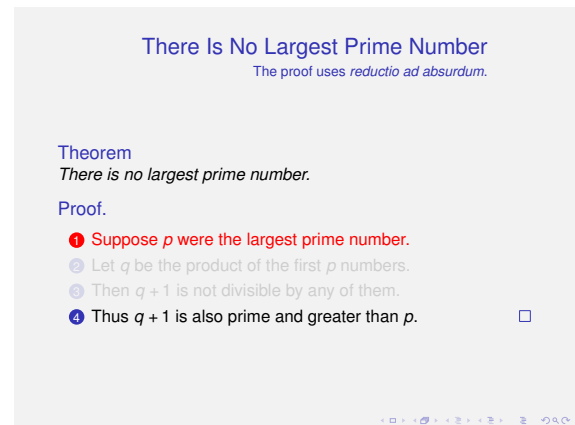 There Is No Largest Prime Number
The proof uses reductio ad absurdum.
Theorem
There is no largest prime number.
Proof.
1 Suppose p were the largest prime number.
2 Let q be the product of the first p numbers.
3 Then q + 1 is not divisible by any of them.
4 Thus q + 1 is also prime and greater than p.